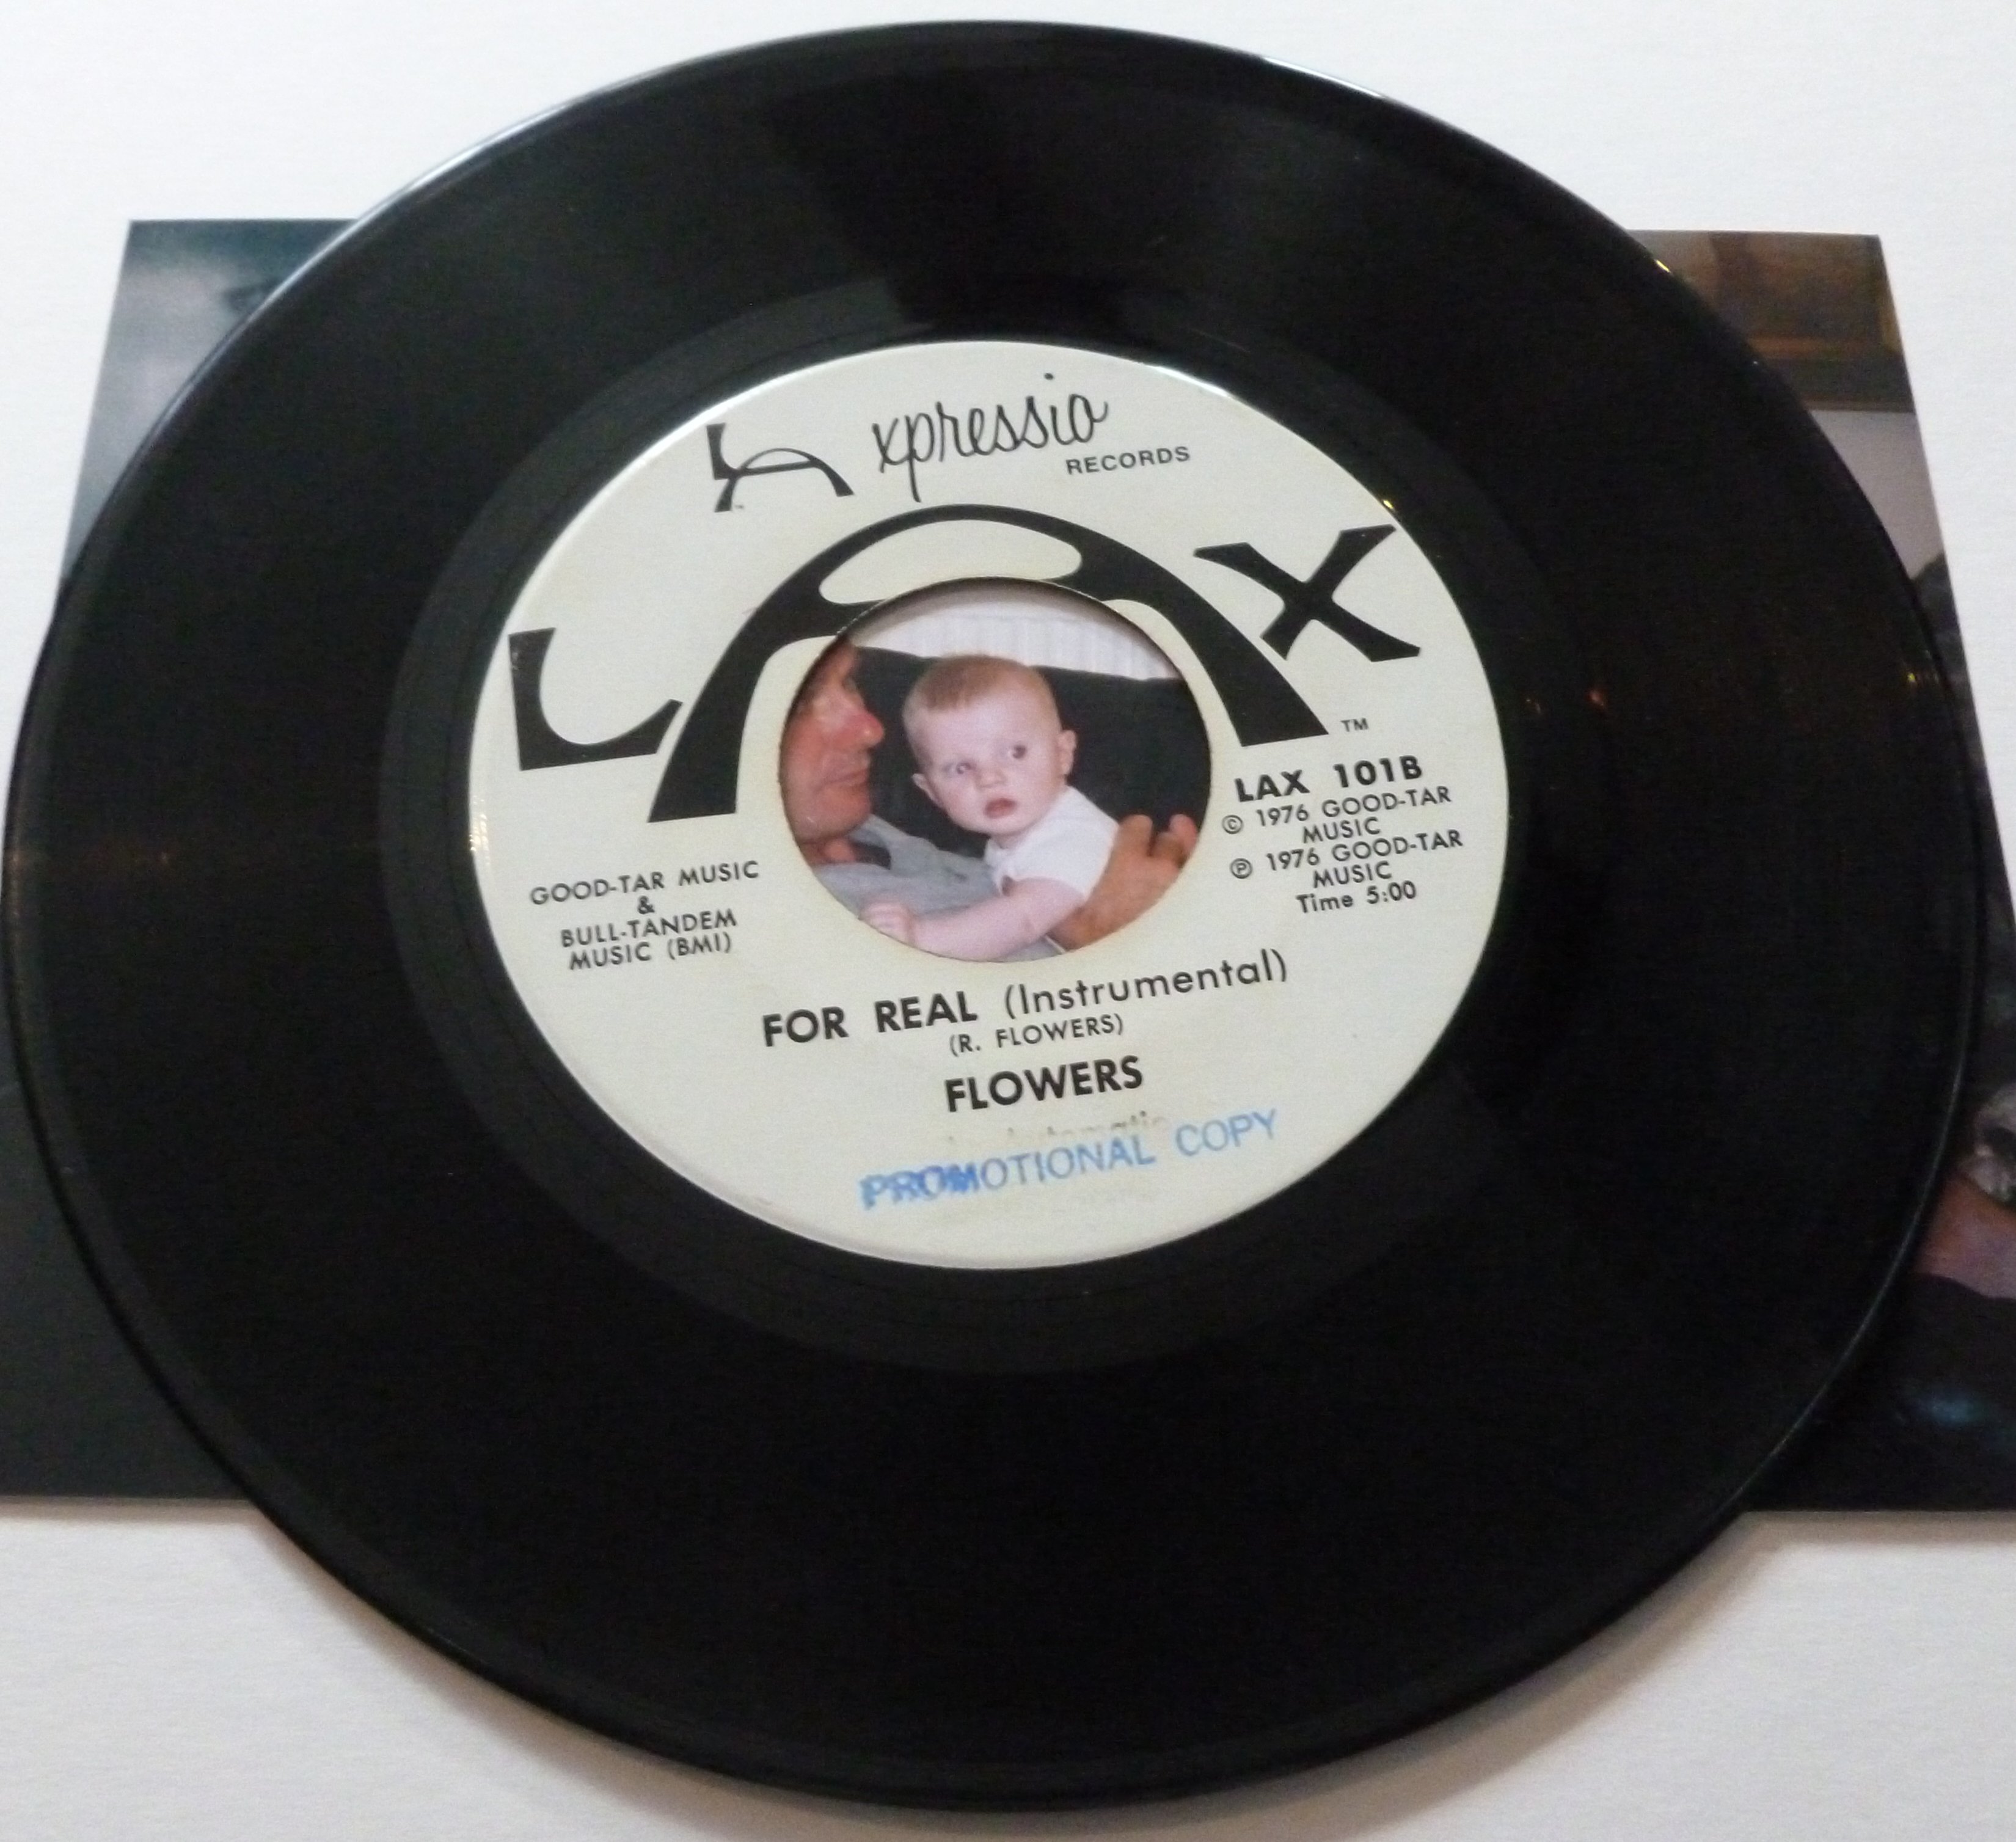 LA xpressio
RECORDS
LAX
TM
LAX 101B
© 1976 GOOD-TAR
MUSIC
℗ 1976 GOOD-TAR
MUSIC
Time 5:00
GOOD-TAR MUSIC
&
BULL-TANDEM
MUSIC (BMI)
FOR REAL (Instrumental)
(R. FLOWERS)
FLOWERS
PROMOTIONAL COPY